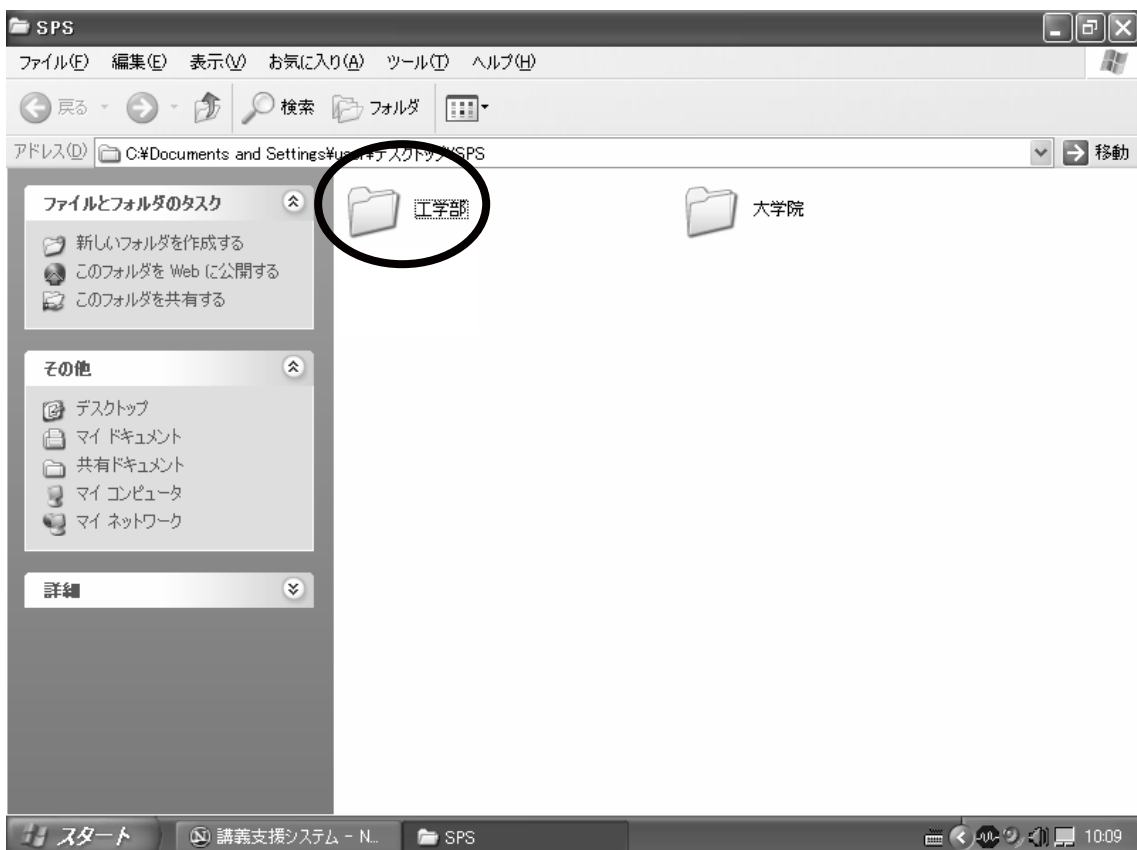 SPS
ファイル(F) 編集(E) 表示(V) お気に入り(A) ツール(T) ヘルプ(H)
戻る 検索 フォルダ
アドレス(D) C:¥Documents and Settings¥user¥デスクトップ¥SPS 移動
ファイルとフォルダのタスク
新しいフォルダを作成する
このフォルダを Web に公開する
このフォルダを共有する
その他
デスクトップ
マイ ドキュメント
共有ドキュメント
マイ コンピュータ
マイ ネットワーク
詳細
工学部
大学院
スタート 講義支援システム - N... SPS 10:09